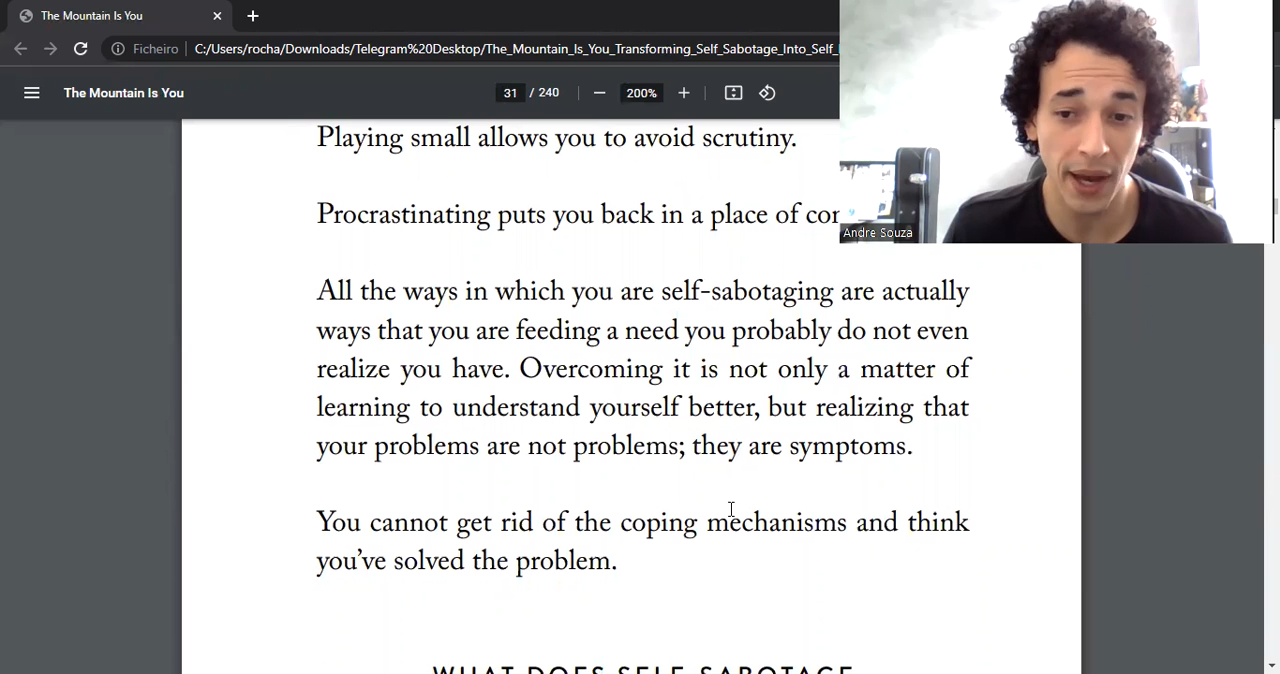 The Mountain Is You
Ficheiro
C:/Users/rocha/Downloads/Telegram%20Desktop/The_Mountain_Is_You_Transforming_Self_Sabotage_Into_Self_
The Mountain Is You
31 / 240
200%
Playing small allows you to avoid scrutiny.
Procrastinating puts you back in a place of
Andre Souza
All the ways in which you are self-sabotaging are actually
ways that you are feeding a need you probably do not even
realize you have. Overcoming it is not only a matter of
learning to understand yourself better, but realizing that
your problems are not problems; they are symptoms.
You cannot get rid of the coping mechanisms and think
you’ve solved the problem.
WHAT DOES SELF-SABOTAGE